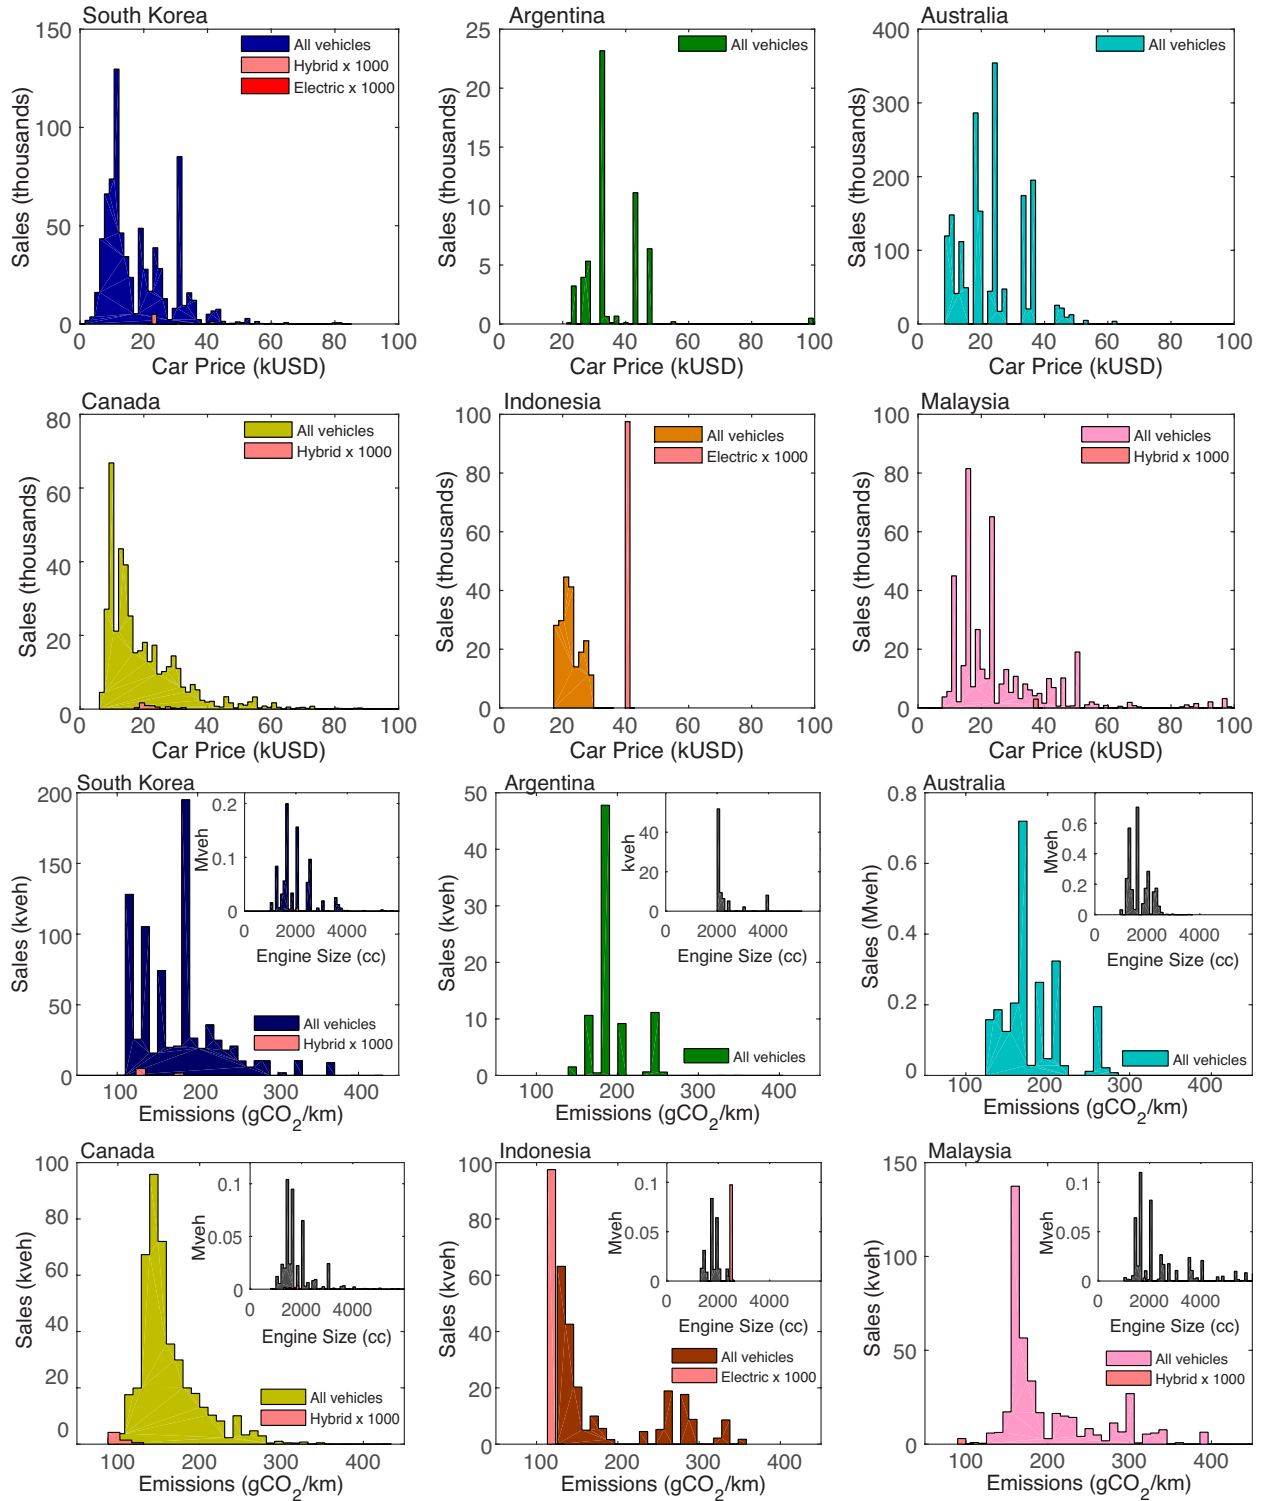 South Korea
150
100
50
0
0 20 40 60 80 100
Sales (thousands)
Car Price (kUSD)
All vehicles
Hybrid x 1000
Electric x 1000
Argentina
25
20
15
10
5
0
0 20 40 60 80 100
Sales (thousands)
Car Price (kUSD)
All vehicles
Australia
400
300
200
100
0
0 20 40 60 80 100
Sales (thousands)
Car Price (kUSD)
All vehicles
Canada
80
60
40
20
0
0 20 40 60 80 100
Sales (thousands)
Car Price (kUSD)
All vehicles
Hybrid x 1000
Indonesia
100
80
60
40
20
0
0 20 40 60 80 100
Sales (thousands)
Car Price (kUSD)
All vehicles
Electric x 1000
Malaysia
100
80
60
40
20
0
0 20 40 60 80 100
Sales (thousands)
Car Price (kUSD)
All vehicles
Hybrid x 1000
South Korea
200
150
100
50
0
100 200 300 400
Sales (kveh)
Emissions (gCO2/km)
0.2
0.1
0
0 2000 4000
Mveh
Engine Size (cc)
All vehicles
Hybrid x 1000
Argentina
50
40
30
20
10
0
100 200 300 400
Sales (kveh)
Emissions (gCO2/km)
40
20
0
0 2000 4000
kveh
Engine Size (cc)
All vehicles
Australia
0.8
0.6
0.4
0.2
0
100 200 300 400
Sales (Mveh)
Emissions (gCO2/km)
0.6
0.4
0.2
0
0 2000 4000
Mveh
Engine Size (cc)
All vehicles
Canada
100
80
60
40
20
0
100 200 300 400
Sales (kveh)
Emissions (gCO2/km)
0.1
0.05
0
0 2000 4000
Mveh
Engine Size (cc)
All vehicles
Hybrid x 1000
Indonesia
100
80
60
40
20
0
100 200 300 400
Sales (kveh)
Emissions (gCO2/km)
0.1
0.05
0
0 2000 4000
Mveh
Engine Size (cc)
All vehicles
Electric x 1000
Malaysia
150
100
50
0
100 200 300 400
Sales (kveh)
Emissions (gCO2/km)
0.1
0.05
0
0 2000 4000
Mveh
Engine Size (cc)
All vehicles
Hybrid x 1000